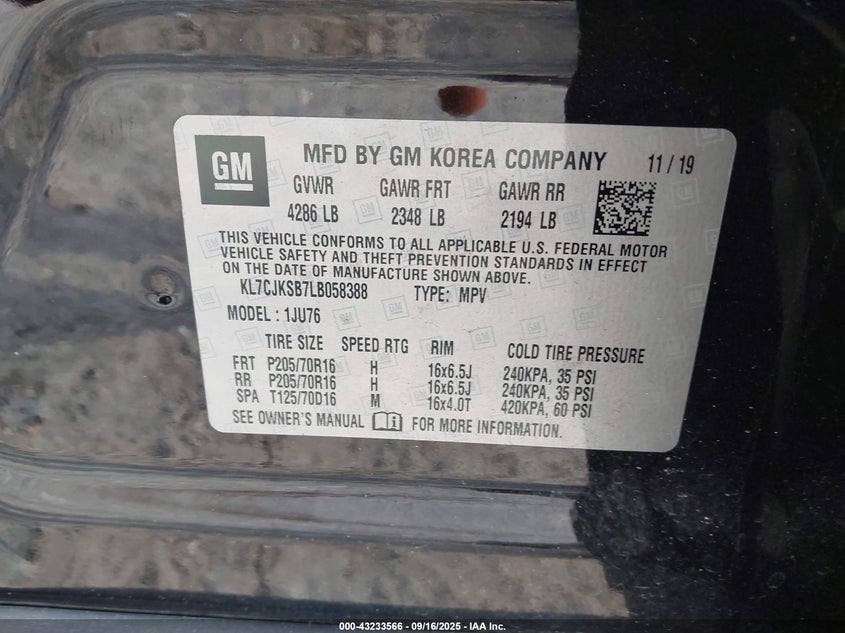 GM MFD BY GM KOREA COMPANY 11 / 19
GVWR GAWR FRT GAWR RR
4286 LB 2348 LB 2194 LB
THIS VEHICLE CONFORMS TO ALL APPLICABLE U.S. FEDERAL MOTOR
VEHICLE SAFETY AND THEFT PREVENTION STANDARDS IN EFFECT
ON THE DATE OF MANUFACTURE SHOWN ABOVE.
KL7CJKSB7LB058388 TYPE: MPV
MODEL : 1JU76
TIRE SIZE SPEED RTG RIM COLD TIRE PRESSURE
FRT P205/70R16 H 16x6.5J 240KPA, 35 PSI
RR P205/70R16 H 16x6.5J 240KPA, 35 PSI
SPA T125/70D16 M 16x4.0T 420KPA, 60 PSI
SEE OWNER'S MANUAL FOR MORE INFORMATION.
000-43233566 - 09/16/2025 - IAA Inc.